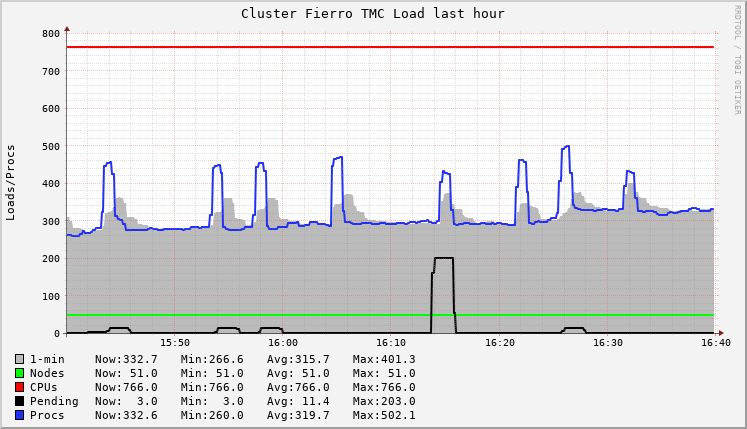 Cluster Fierro TMC Load last hour
RRDTOOL / TOBI OETIKER
Loads/Procs
800
700
600
500
400
300
200
100
0
15:50 16:00 16:10 16:20 16:30 16:40
1-min Now:332.7 Min:266.6 Avg:315.7 Max:401.3
Nodes Now: 51.0 Min: 51.0 Avg: 51.0 Max: 51.0
CPUs Now:766.0 Min:766.0 Avg:766.0 Max:766.0
Pending Now: 3.0 Min: 3.0 Avg: 11.4 Max:203.0
Procs Now:332.6 Min:260.0 Avg:319.7 Max:502.1